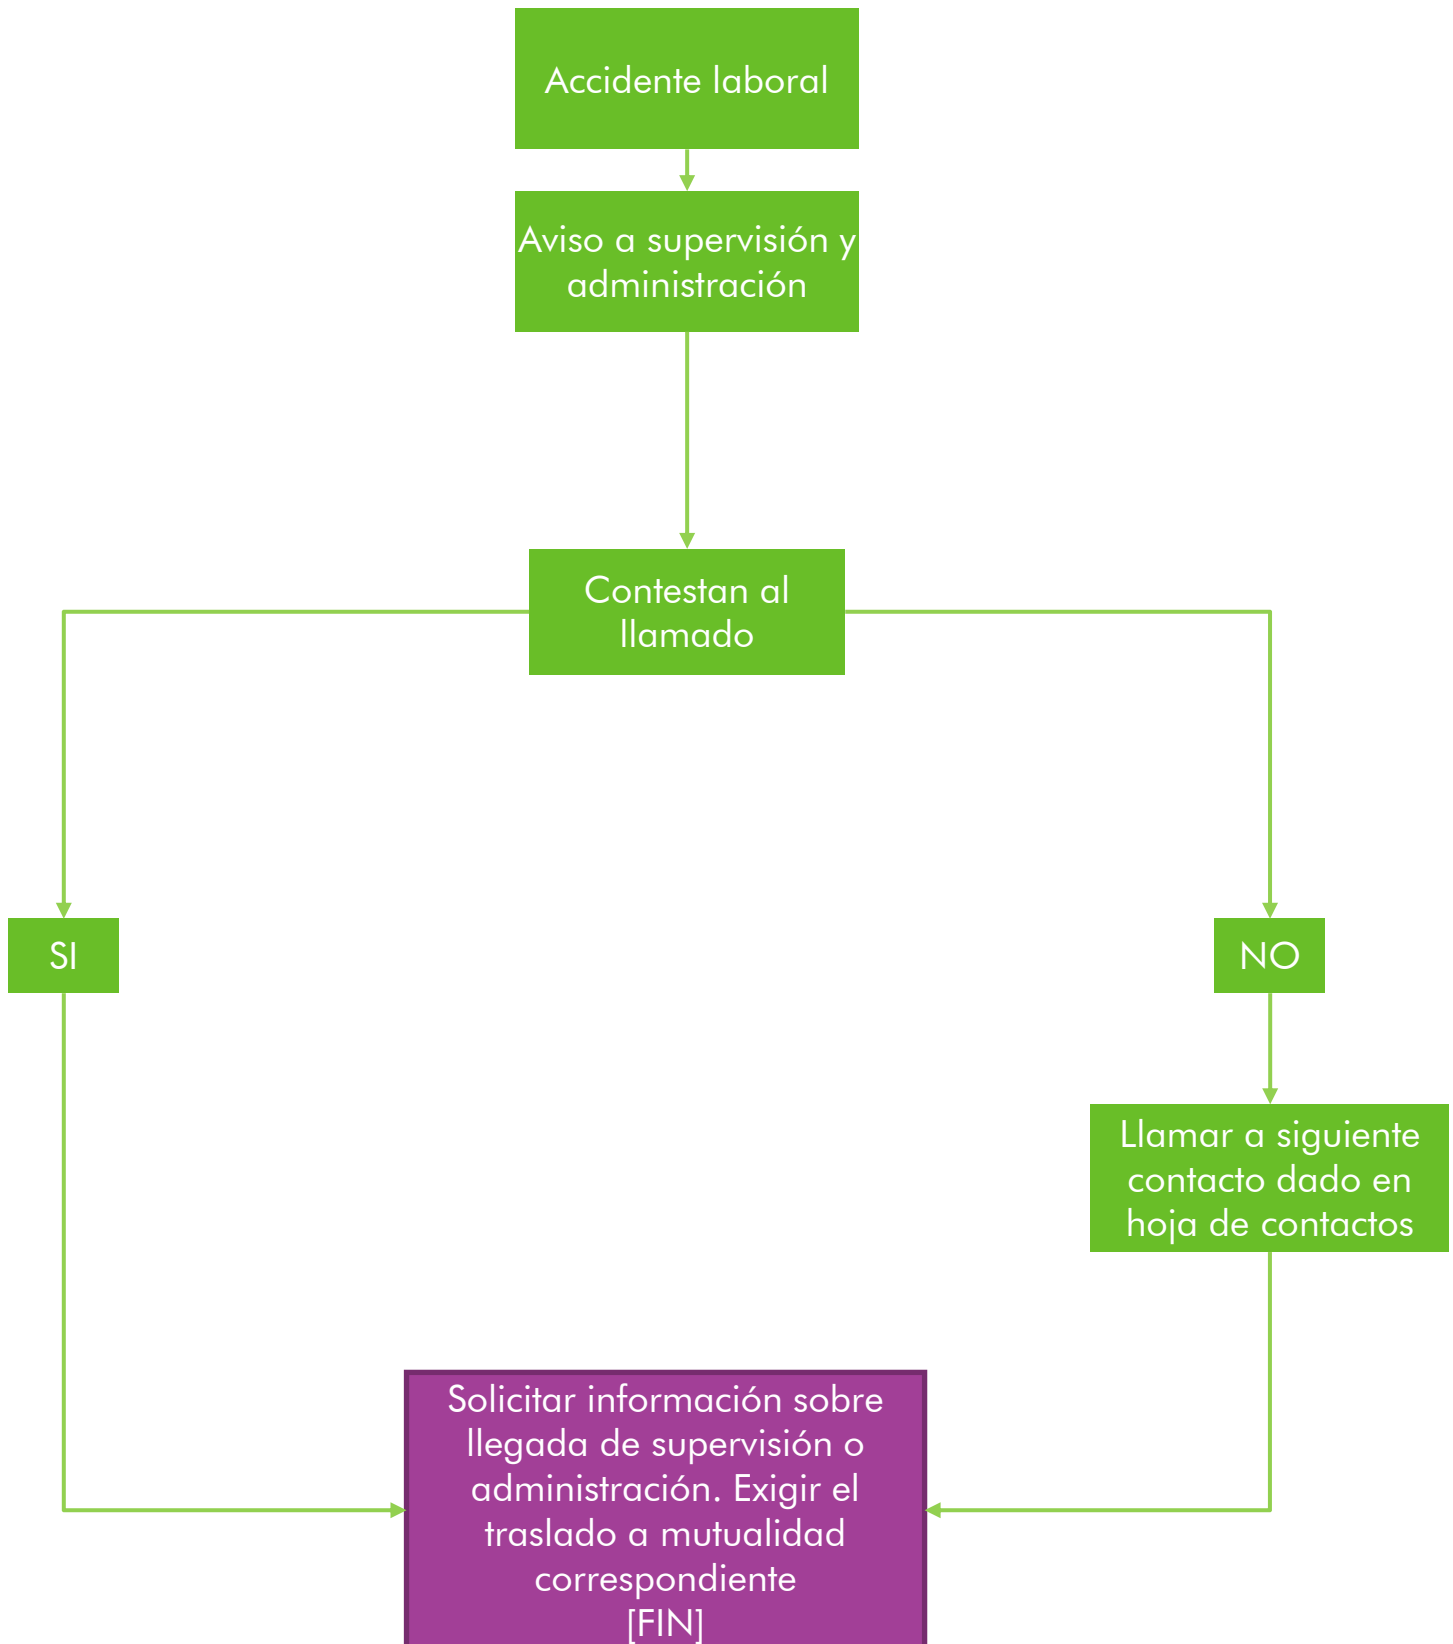 Accidente laboral
Aviso a supervisión y
administración
Contestan al
llamado
SI
NO
Llamar a siguiente
contacto dado en
hoja de contactos
Solicitar información sobre
llegada de supervisión o
administración. Exigir el
traslado a mutualidad
correspondiente
[FIN]